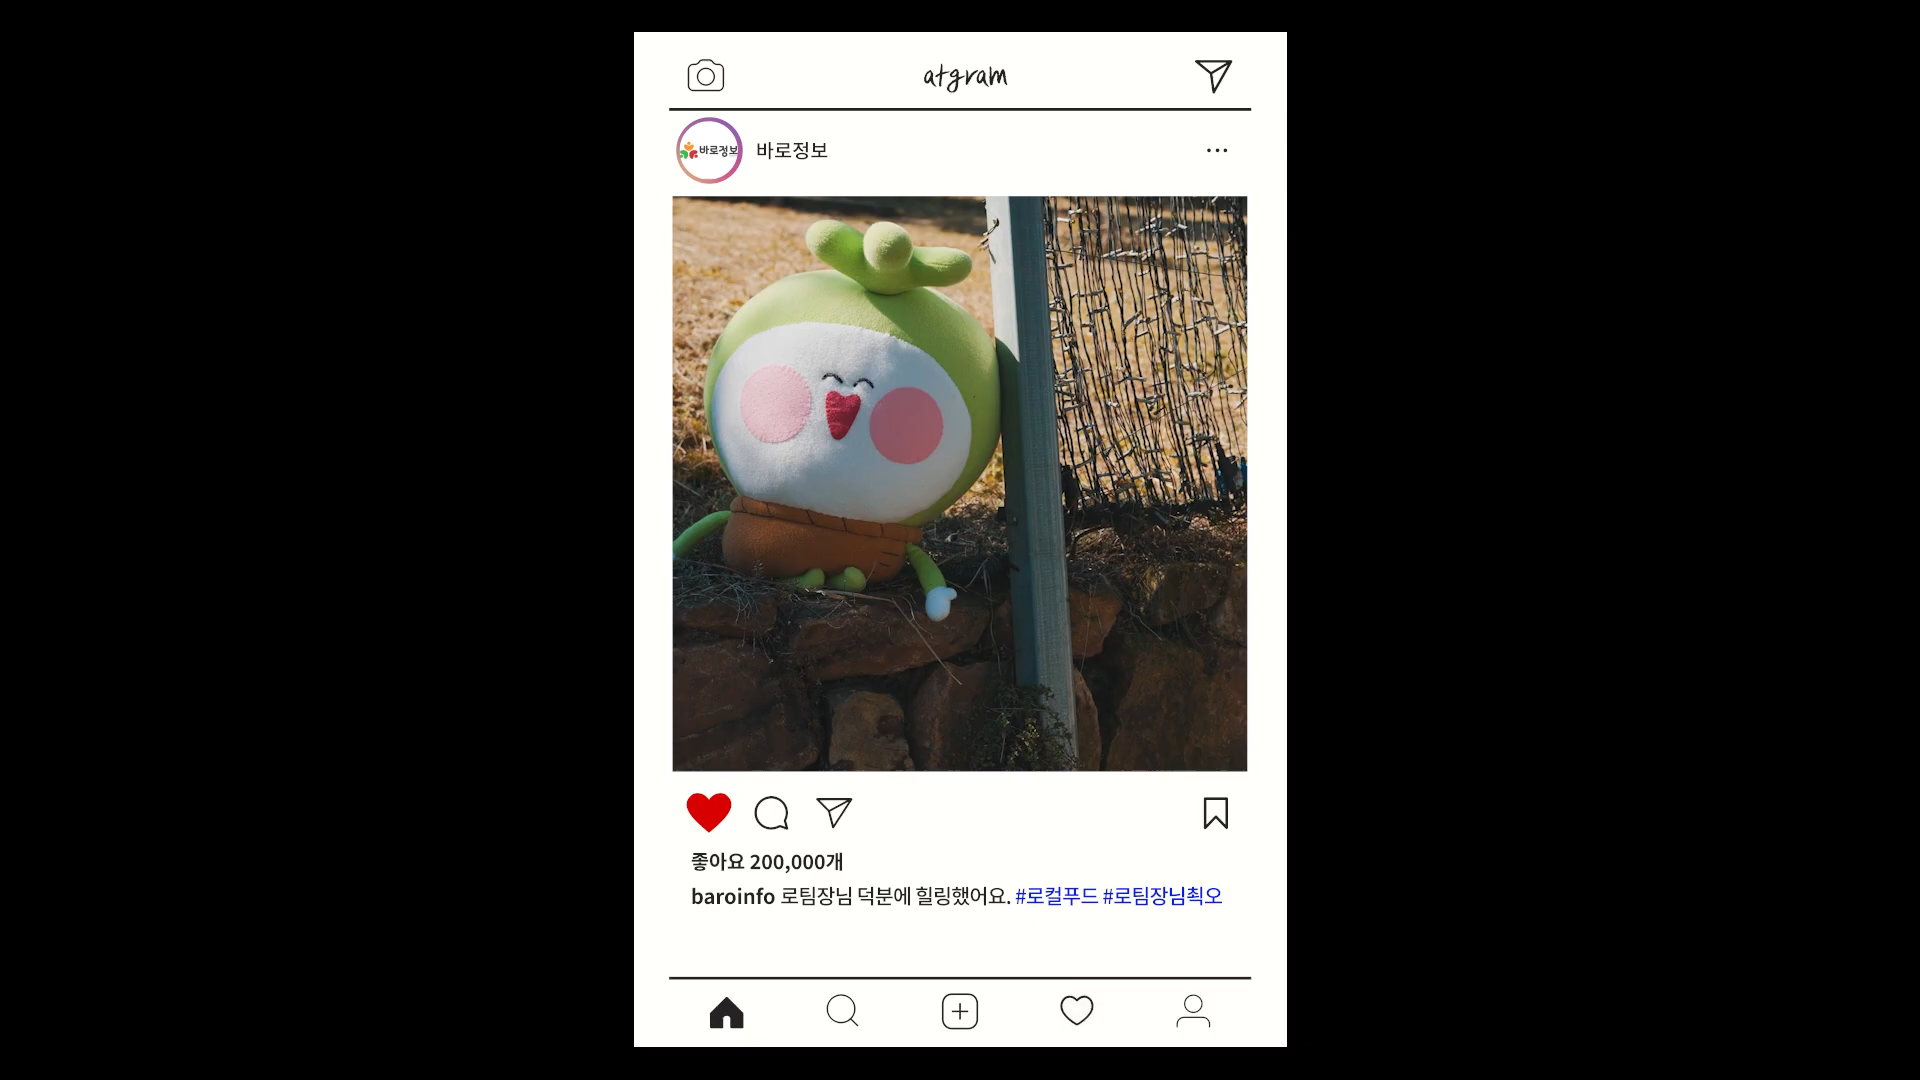 atgram
바로정보
바로정보
좋아요 200,000개
baroinfo 로팀장님 덕분에 힐링했어요. #로컬푸드 #로팀장님최오